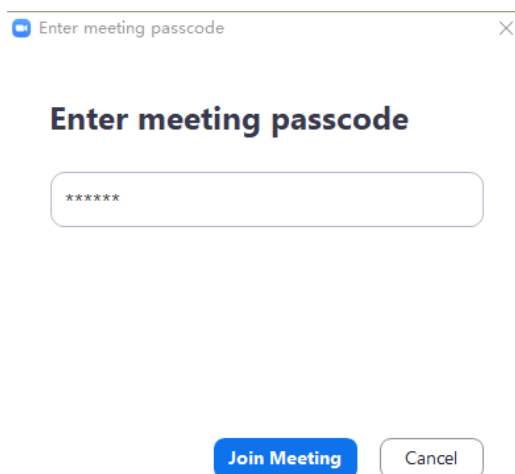 Enter meeting passcode
Enter meeting passcode
******
Join Meeting
Cancel